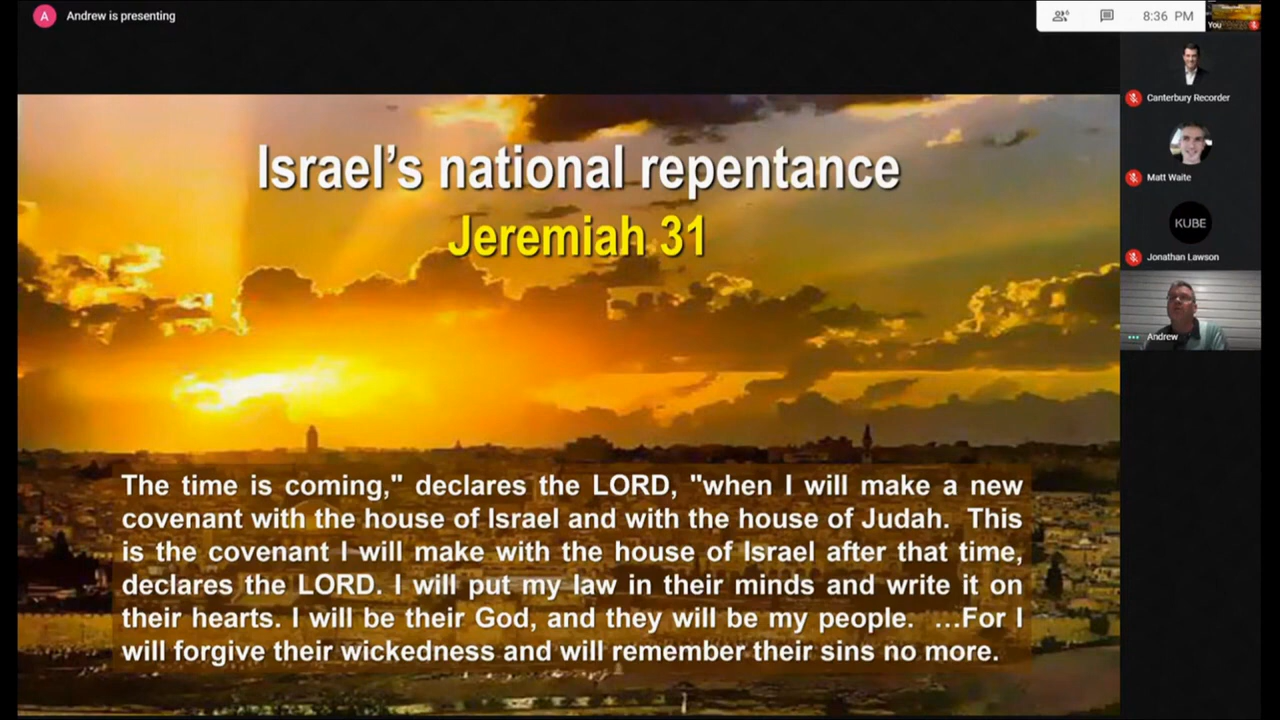 A
Andrew is presenting
8:36 PM
You
Canterbury Recorder
Matt Waite
KUBE
Jonathan Lawson
Andrew
Israel's national repentance
Jeremiah 31
The time is coming," declares the LORD, "when I will make a new
covenant with the house of Israel and with the house of Judah. This
is the covenant I will make with the house of Israel after that time,
declares the LORD. I will put my law in their minds and write it on
their hearts. I will be their God, and they will be my people. ...For I
will forgive their wickedness and will remember their sins no more.